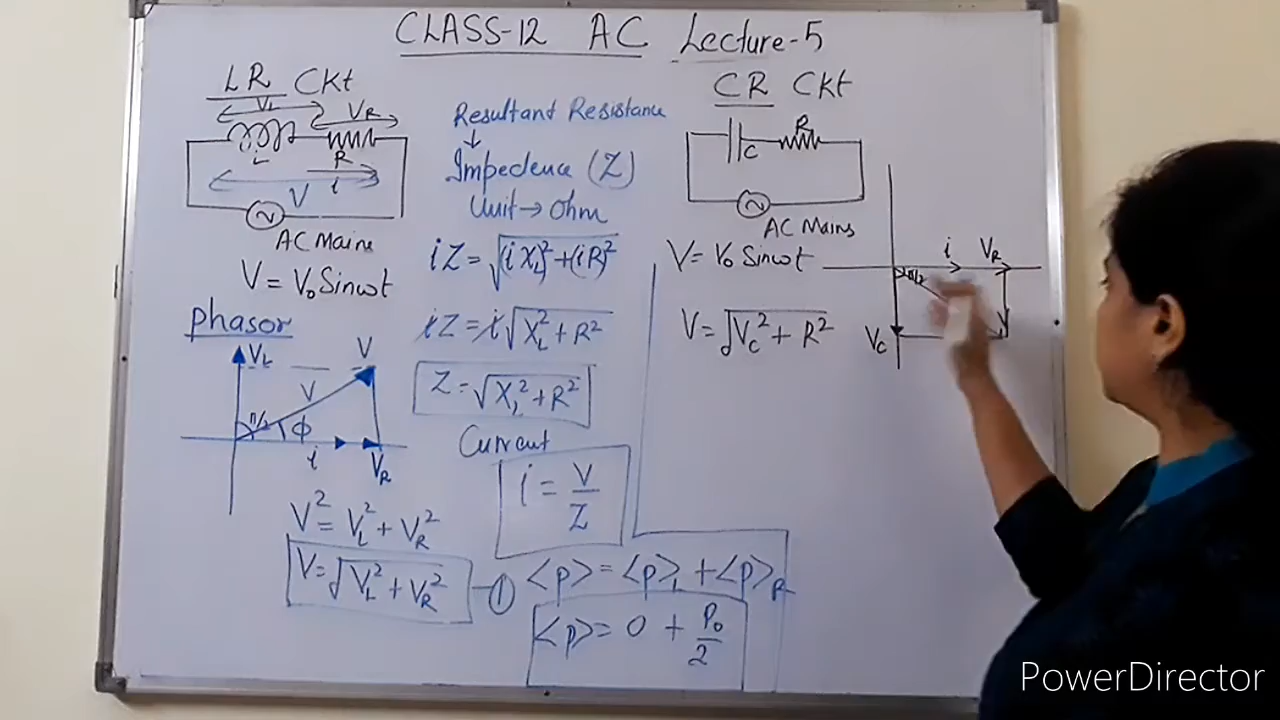 CLASS-12 AC Lecture-5
LR Ckt
VL
VR
L
R
i
V
AC Mains
V = V₀ Sinωt
phasor
VL
V
V
π/2
ϕ
i
VR
V² = VL² + VR²
V = √VL² + VR² — ①
Resultant Resistance
↓
Impedence (Z)
Unit → Ohm
iZ = √(iXL)² + (iR)²
iZ = i√XL² + R²
Z = √XL² + R²
Current
i = V/Z
<p> = <p>L + <p>R
<p> = 0 + P₀/2
CR Ckt
C
R
AC Mains
V = V₀ Sinωt
V = √VC² + R²
i
VR
π/2
VC
PowerDirector